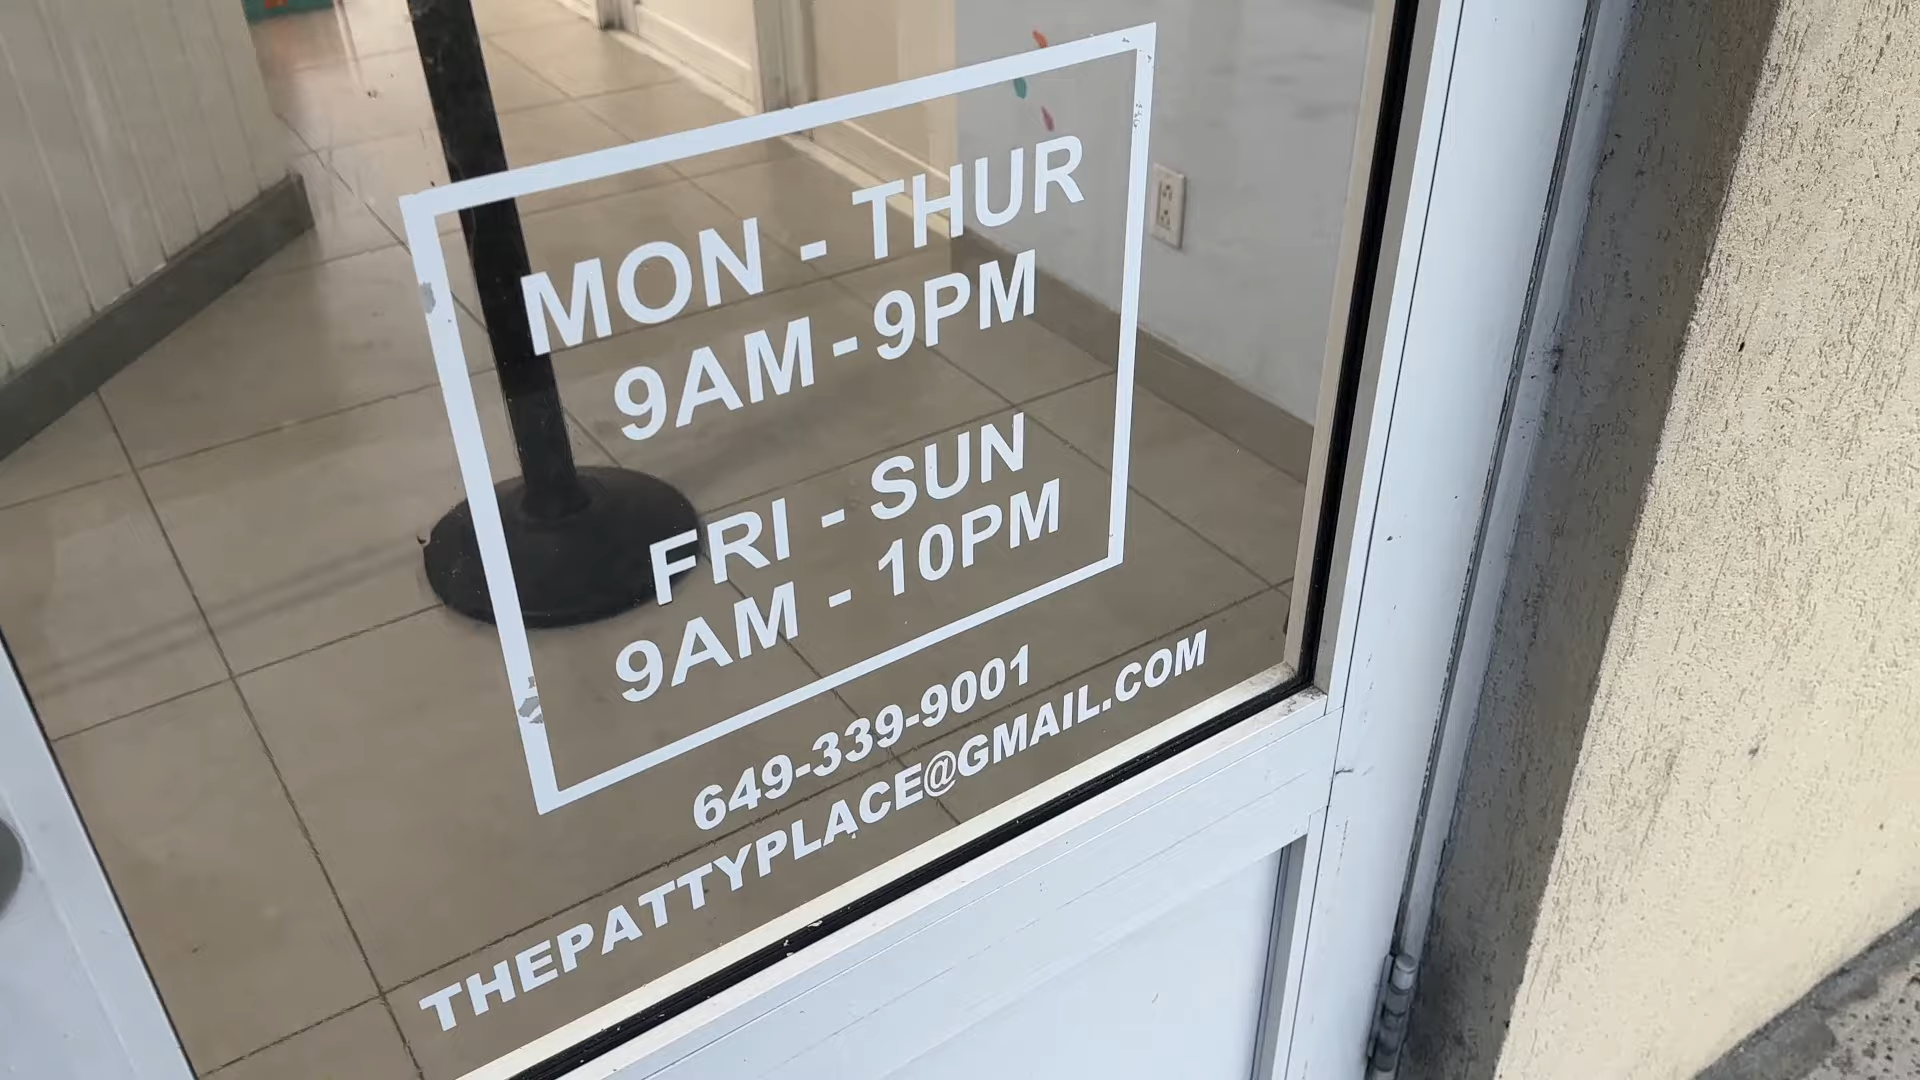 MON - THUR
9AM - 9PM
FRI - SUN
9AM - 10PM
649-339-9001
THEPATTYPLACE@GMAIL.COM